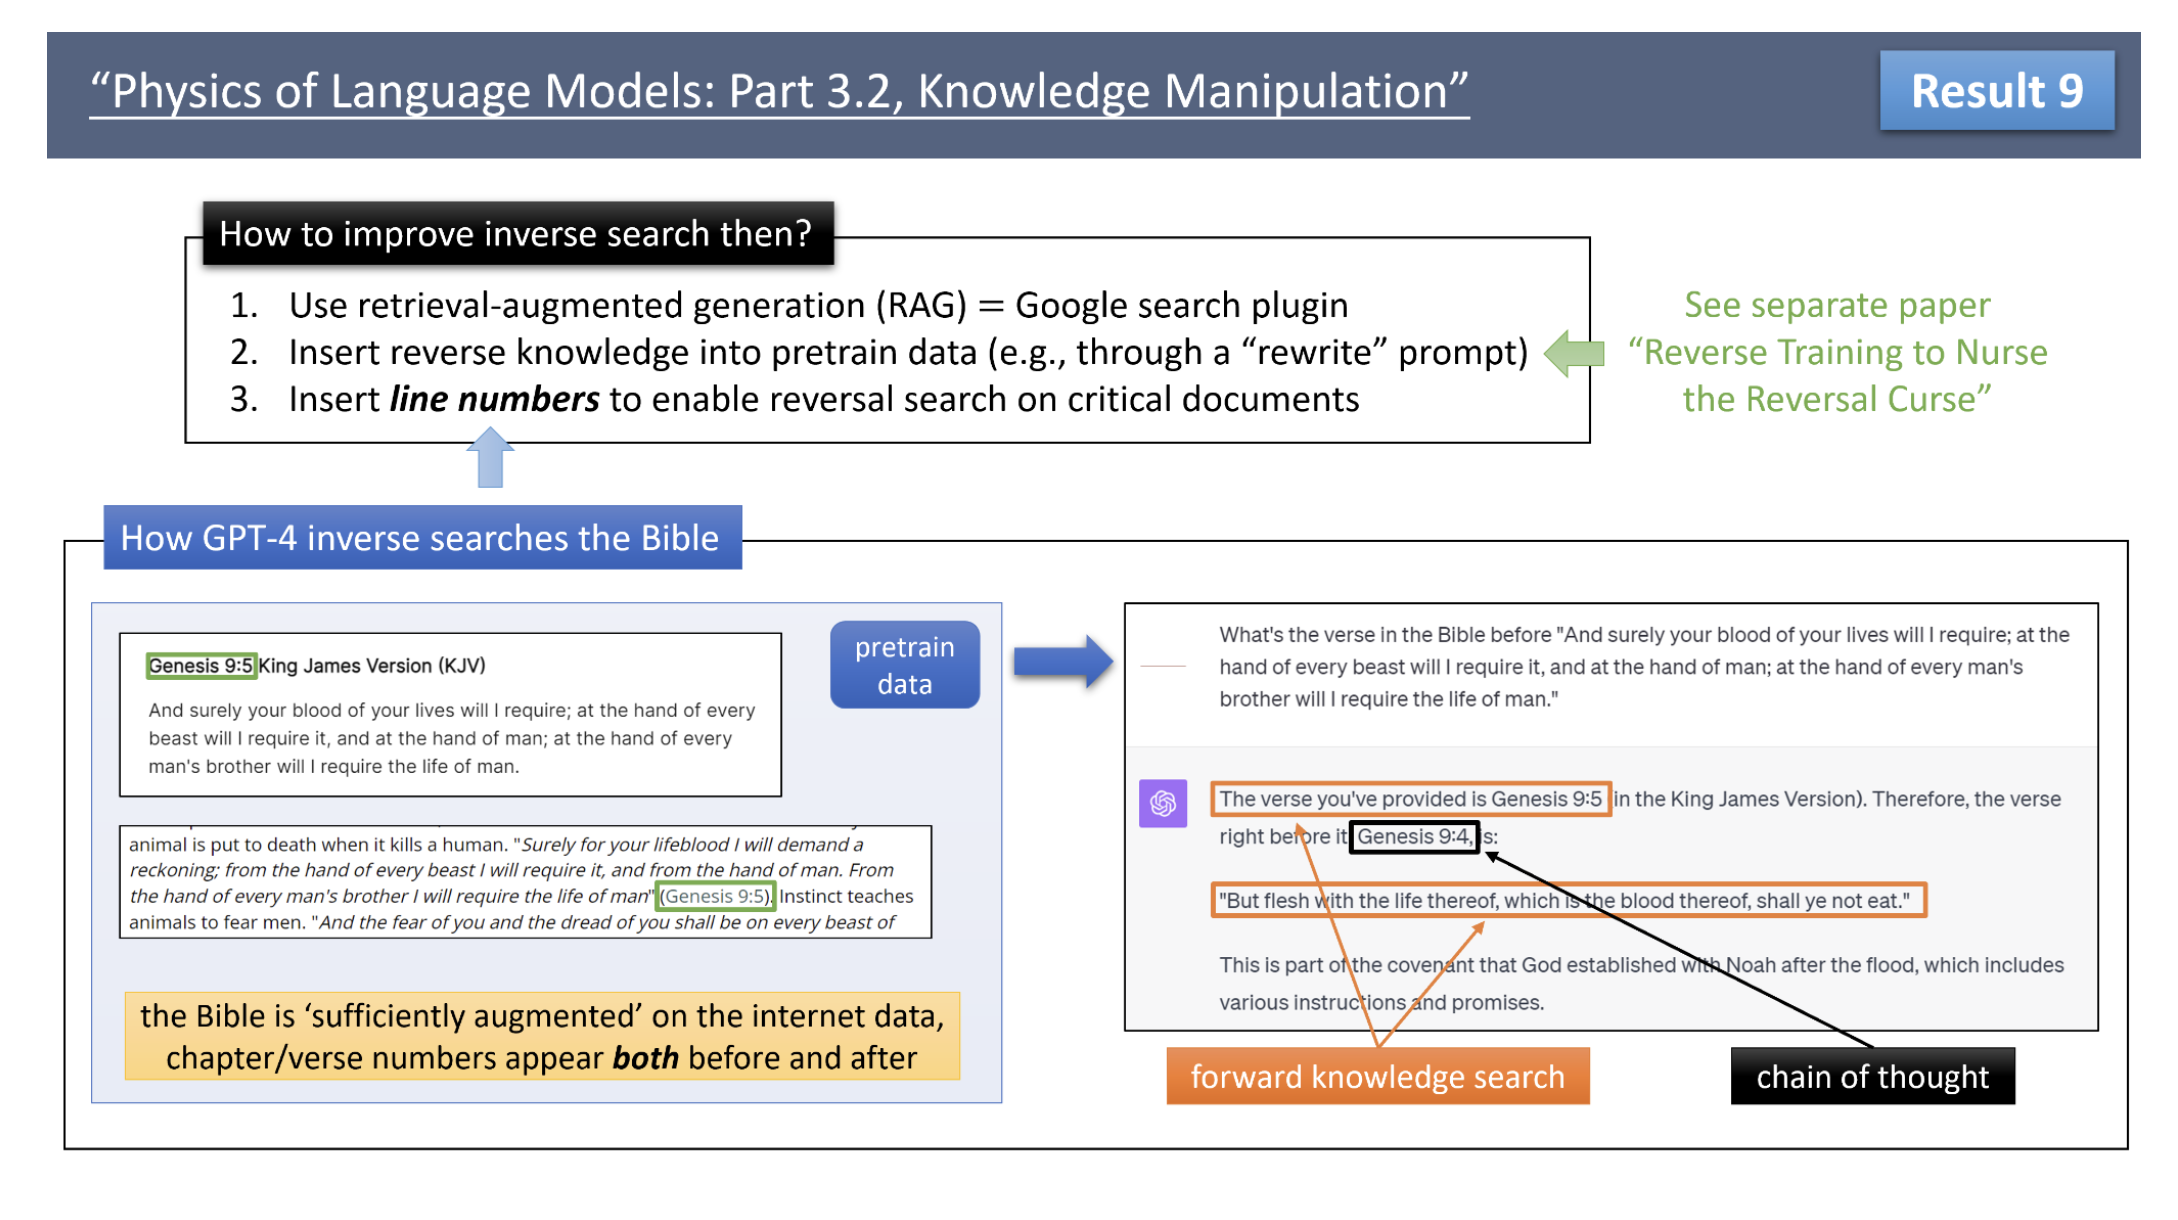 “Physics of Language Models: Part 3.2, Knowledge Manipulation”
Result 9
How to improve inverse search then?
1. Use retrieval-augmented generation (RAG) = Google search plugin
2. Insert reverse knowledge into pretrain data (e.g., through a “rewrite” prompt)
3. Insert line numbers to enable reversal search on critical documents
See separate paper
“Reverse Training to Nurse
the Reversal Curse”
How GPT-4 inverse searches the Bible
pretrain
data
Genesis 9:5 King James Version (KJV)
And surely your blood of your lives will I require; at the hand of every
beast will I require it, and at the hand of man; at the hand of every
man's brother will I require the life of man.
animal is put to death when it kills a human. "Surely for your lifeblood I will demand a
reckoning; from the hand of every beast I will require it, and from the hand of man. From
the hand of every man's brother I will require the life of man" (Genesis 9:5). Instinct teaches
animals to fear men. "And the fear of you and the dread of you shall be on every beast of
the Bible is ‘sufficiently augmented’ on the internet data,
chapter/verse numbers appear both before and after
What's the verse in the Bible before "And surely your blood of your lives will I require; at the
hand of every beast will I require it, and at the hand of man; at the hand of every man's
brother will I require the life of man."
The verse you've provided is Genesis 9:5 in the King James Version). Therefore, the verse
right before it Genesis 9:4, is:
"But flesh with the life thereof, which is the blood thereof, shall ye not eat."
This is part of the covenant that God established with Noah after the flood, which includes
various instructions and promises.
forward knowledge search
chain of thought